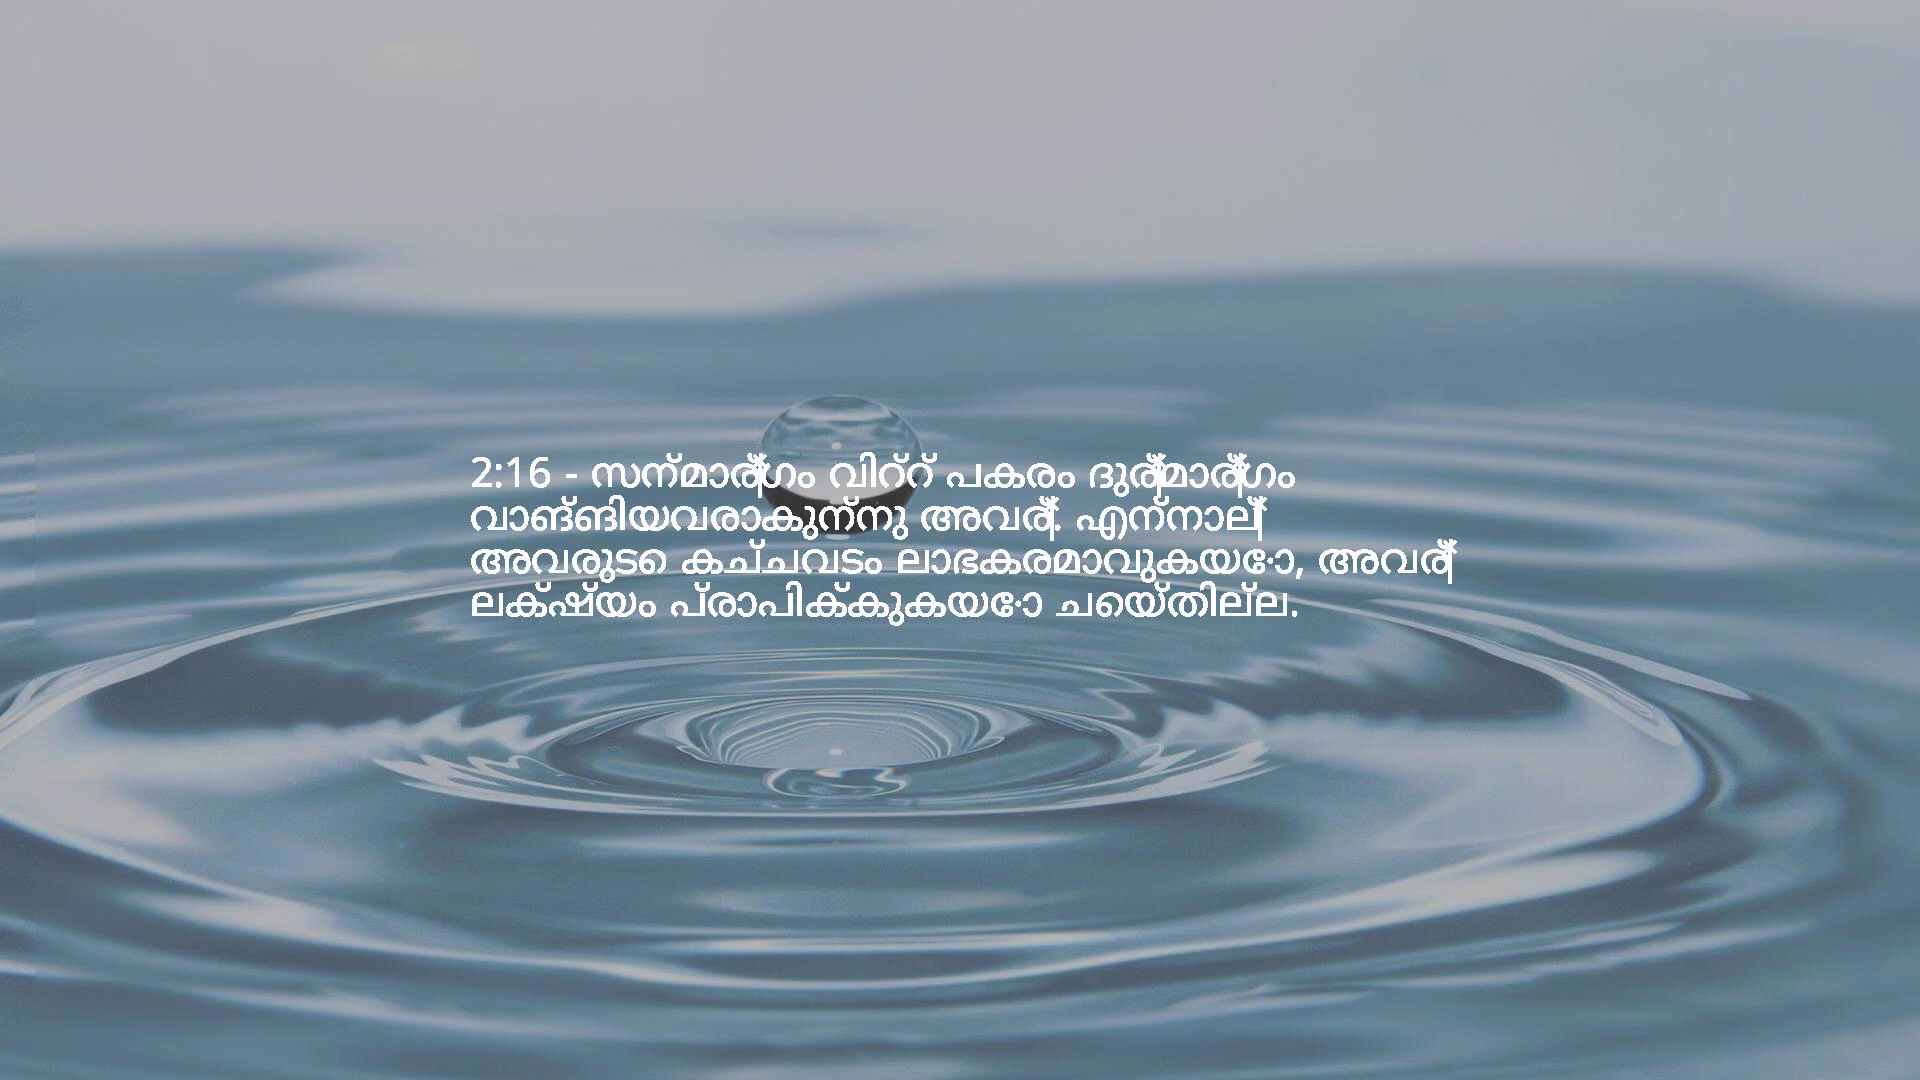 2:16 - സന്മാര്‍ഗം വിറ്റ് പകരം ദുര്‍മാര്‍ഗം
വാങ്ങിയവരാകുന്നു അവര്‍. എന്നാല്‍
അവരുടെ കച്ചവടം ലാഭകരമാവുകയോ, അവര്‍
ലക്ഷ്യം പ്രാപിക്കുകയോ ചെയ്തില്ല.